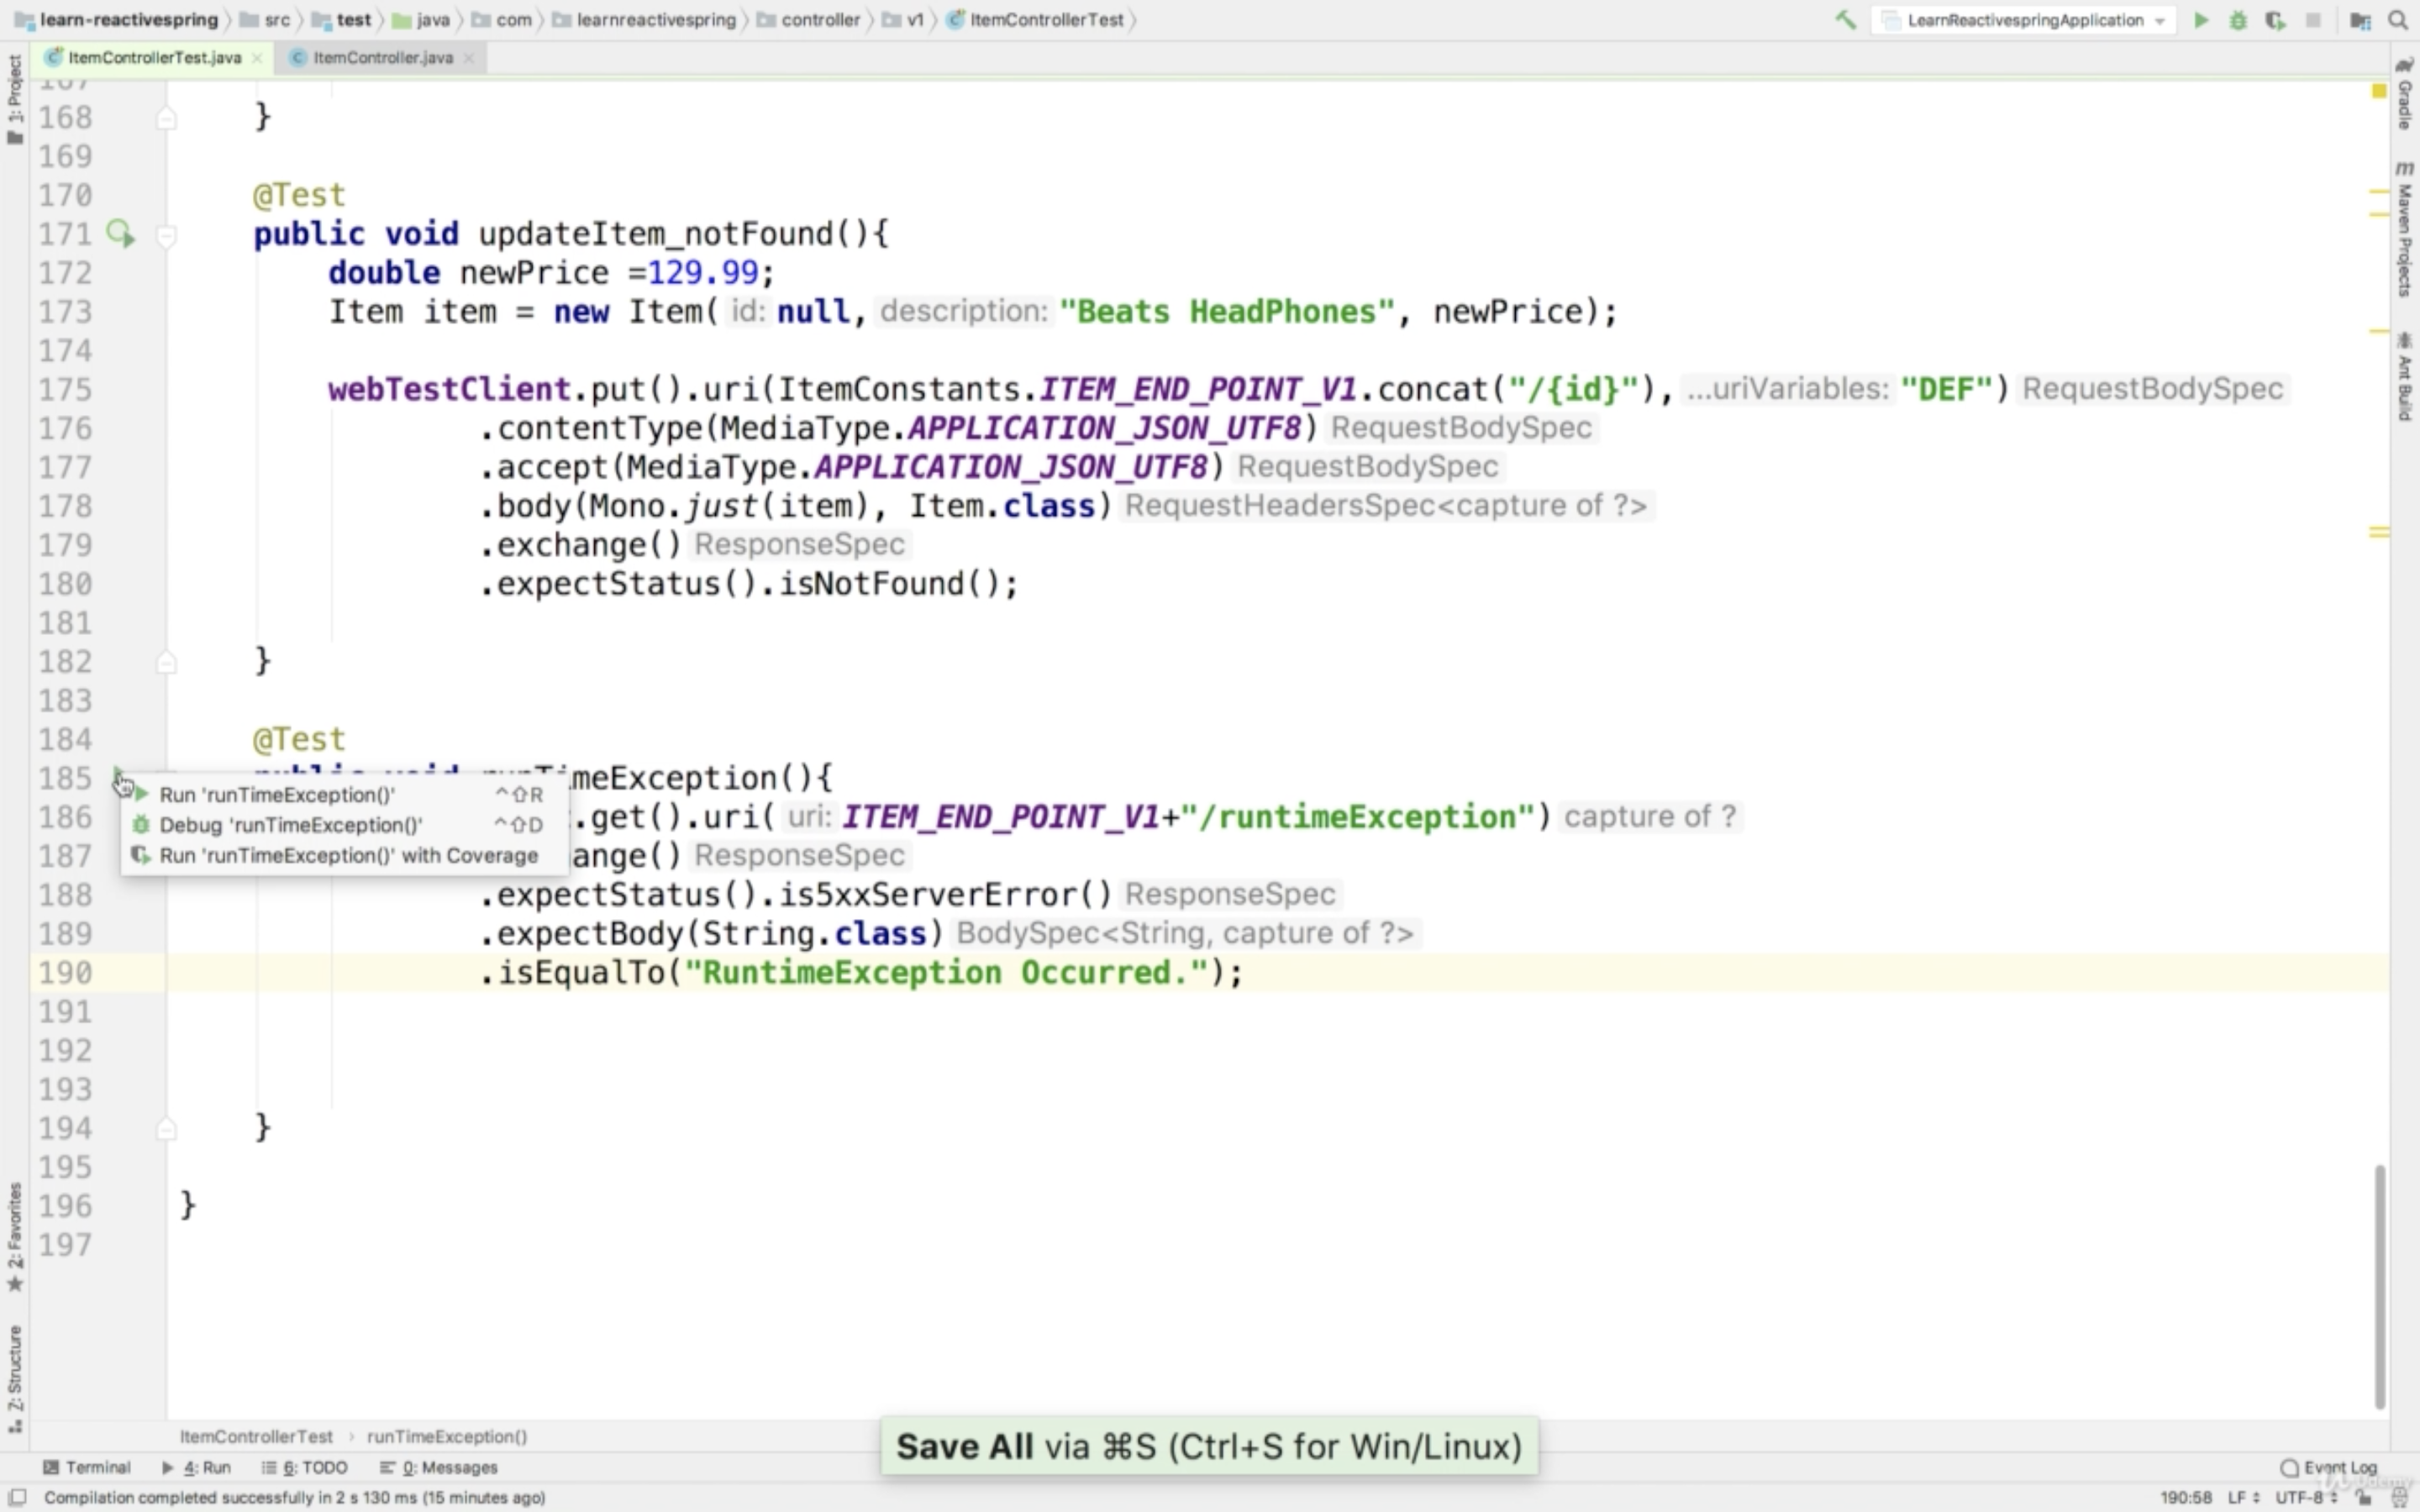 learn-reactivespring src test java com learnreactivespring controller v1 ItemControllerTest LearnReactivespringApplication
ItemControllerTest.java ItemController.java
1: Project
Gradle
Maven Projects
Ant Build
2: Favorites
Z: Structure
168 }
169
170 @Test
171 public void updateItem_notFound(){
172 double newPrice =129.99;
173 Item item = new Item( id: null, description: "Beats HeadPhones", newPrice);
174
175 webTestClient.put().uri(ItemConstants.ITEM_END_POINT_V1.concat("/{id}"), ...uriVariables: "DEF") RequestBodySpec
176 .contentType(MediaType.APPLICATION_JSON_UTF8) RequestBodySpec
177 .accept(MediaType.APPLICATION_JSON_UTF8) RequestBodySpec
178 .body(Mono.just(item), Item.class) RequestHeadersSpec<capture of ?>
179 .exchange() ResponseSpec
180 .expectStatus().isNotFound();
181
182 }
183
184 @Test
185 public void runTimeException(){
Run 'runTimeException()' ^⇧R
186 .get().uri( uri: ITEM_END_POINT_V1+"/runtimeException") capture of ?
Debug 'runTimeException()' ^⇧D
187 ange() ResponseSpec
Run 'runTimeException()' with Coverage
188 .expectStatus().is5xxServerError() ResponseSpec
189 .expectBody(String.class) BodySpec<String, capture of ?>
190 .isEqualTo("RuntimeException Occurred.");
191
192
193
194 }
195
196 }
197
ItemControllerTest › runTimeException()
Save All via ⌘S (Ctrl+S for Win/Linux)
Terminal 4: Run 6: TODO 0: Messages Event Log
Compilation completed successfully in 2 s 130 ms (15 minutes ago) 190:58 LF UTF-8
Udemy